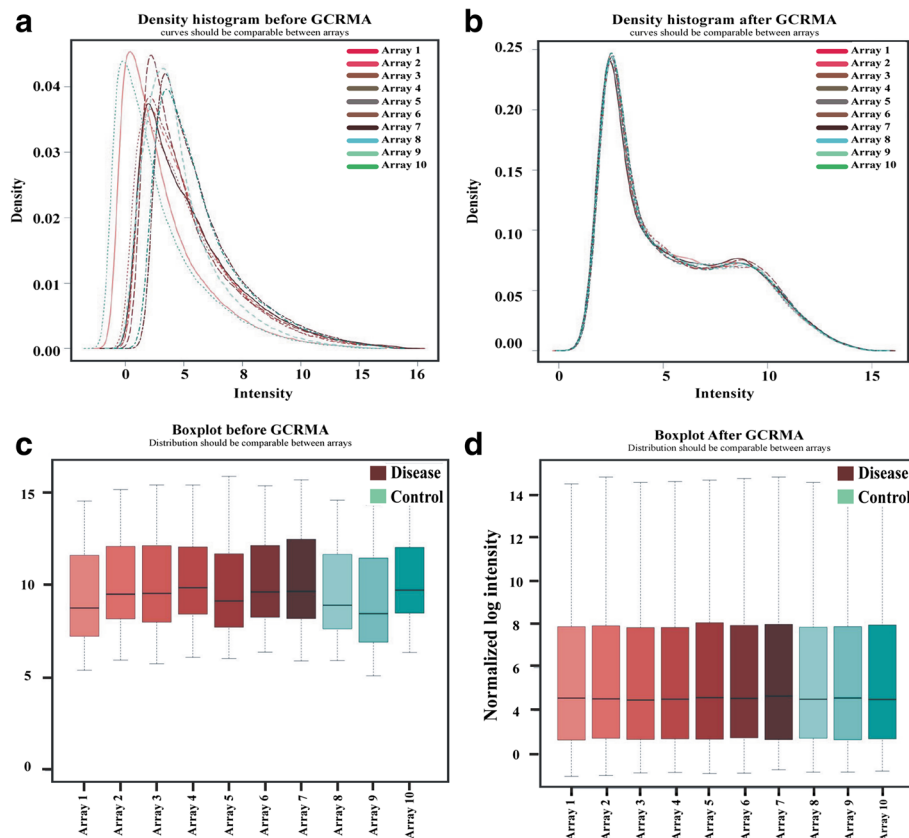 a
Density histogram before GCRMA
curves should be comparable between arrays
Density
0.04
0.03
0.02
0.01
0.00
0
5
5
10
15
16
Intensity
Array 1
Array 2
Array 3
Array 4
Array 5
Array 6
Array 7
Array 8
Array 9
Array 10
b
Density histogram after GCRMA
curves should be comparable between arrays
Density
0.25
0.20
0.15
0.10
0.05
0.00
0
5
10
15
Intensity
Array 1
Array 2
Array 3
Array 4
Array 5
Array 6
Array 7
Array 8
Array 9
Array 10
c
Boxplot before GCRMA
Distribution should be comparable between arrays
Disease
Control
15
10
5
0
Array 1
Array 2
Array 3
Array 4
Array 5
Array 6
Array 7
Array 8
Array 9
Array 10
d
Boxplot After GCRMA
Distribution should be comparable between arrays
Disease
Control
Normalized log intensity
14
10
8
6
4
0
Array 1
Array 2
Array 3
Array 4
Array 5
Array 6
Array 7
Array 8
Array 9
Array 10